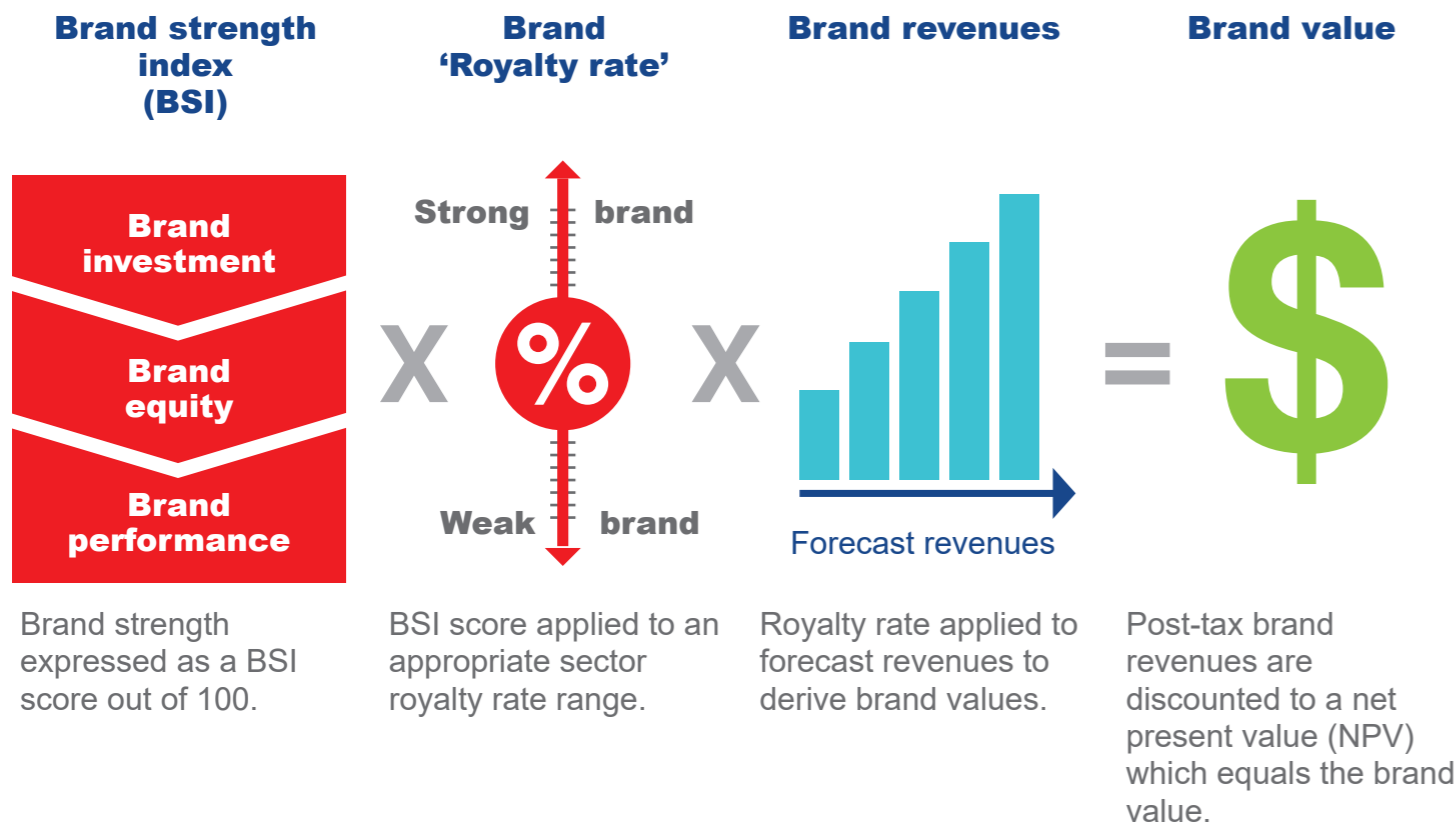 Brand strength
index
(BSI)
Brand
‘Royalty rate’
Brand revenues
Brand value
Brand
investment
Brand
equity
Brand
performance
X
Strong brand
%
Weak brand
X
Forecast revenues
=
$
Brand strength
expressed as a BSI
score out of 100.
BSI score applied to an
appropriate sector
royalty rate range.
Royalty rate applied to
forecast revenues to
derive brand values.
Post-tax brand
revenues are
discounted to a net
present value (NPV)
which equals the brand
value.